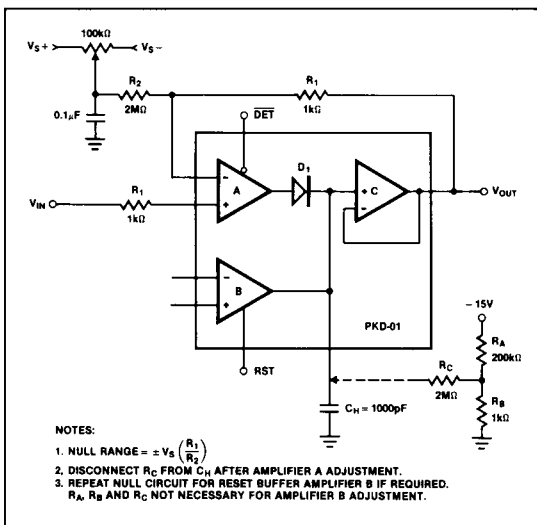 100kΩ
VS+ VS−
R2
2MΩ
R1
1kΩ
0.1μF
DET
D1
A
−
+
C
+
−
VOUT
VIN
R1
1kΩ
B
−
+
PKD-01
RST
− 15V
RA
200kΩ
RC
2MΩ
RB
1kΩ
CH = 1000pF
NOTES:
1. NULL RANGE = ± VS (R1/R2)
2, DISCONNECT RC FROM CH AFTER AMPLIFIER A ADJUSTMENT.
3. REPEAT NULL CIRCUIT FOR RESET BUFFER AMPLIFIER B IF REQUIRED.
RA, RB AND RC NOT NECESSARY FOR AMPLIFIER B ADJUSTMENT.